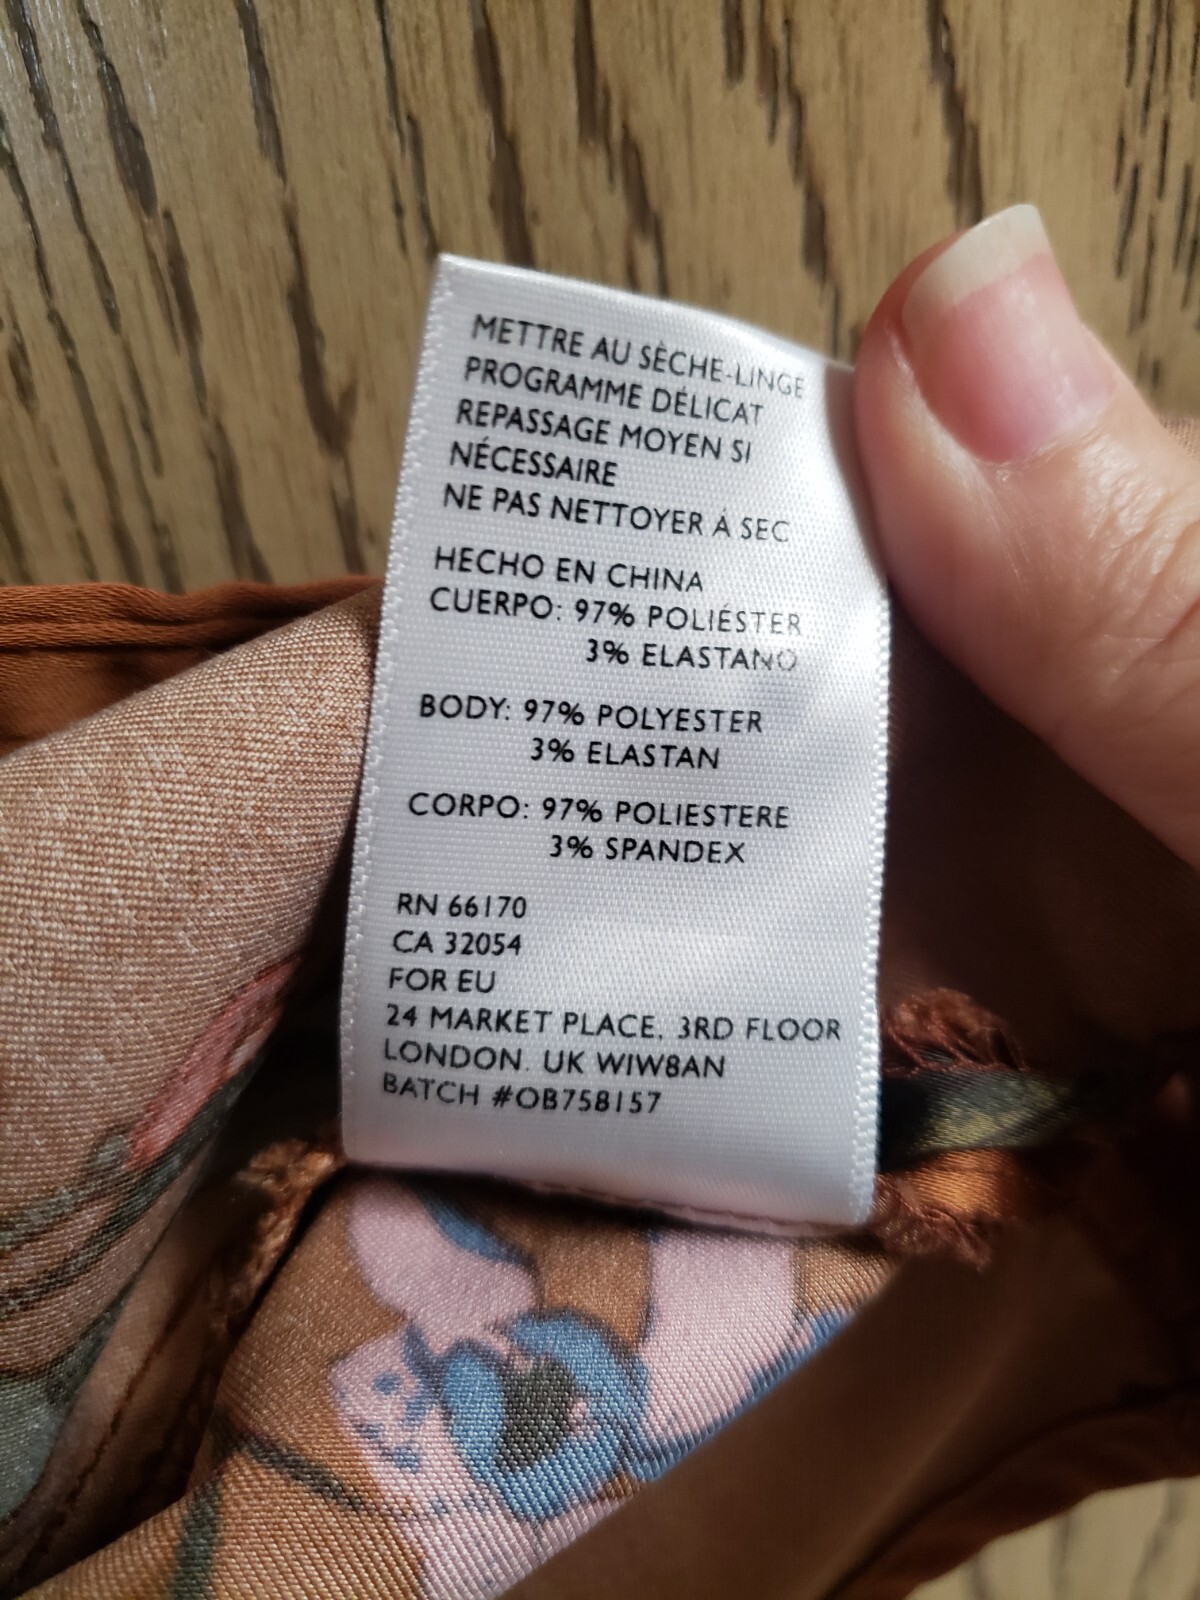 METTRE AU SÈCHE-LINGE
PROGRAMME DÉLICAT
REPASSAGE MOYEN SI
NÉCESSAIRE
NE PAS NETTOYER À SEC
HECHO EN CHINA
CUERPO: 97% POLIÉSTER
3% ELASTANO
BODY: 97% POLYESTER
3% ELASTAN
CORPO: 97% POLIESTERE
3% SPANDEX
RN 66170
CA 32054
FOR EU
24 MARKET PLACE, 3RD FLOOR
LONDON. UK W1W8AN
BATCH #OB758157